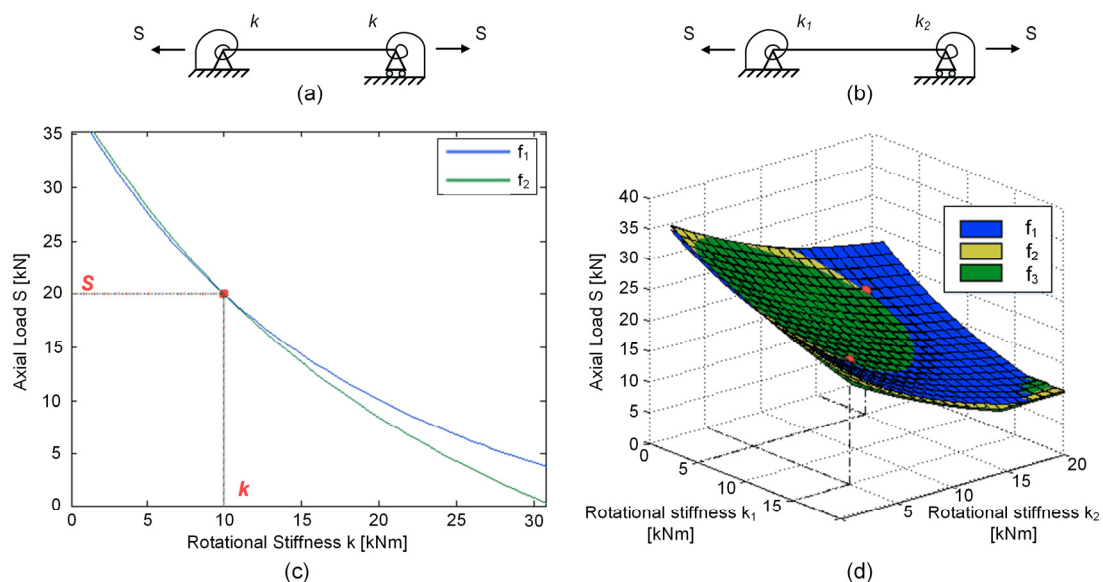 S k k S
(a)
S k1 k2 S
(b)
35
30
25
20
15
10
5
0
Axial Load S [kN]
f1
f2
S
k
0 5 10 15 20 25 30
Rotational Stiffness k [kNm]
(c)
40
35
30
25
20
15
10
5
0
Axial Load S [kN]
f1
f2
f3
0
5
10
15
Rotational stiffness k1
[kNm]
5
10
15
20
Rotational stiffness k2
[kNm]
(d)